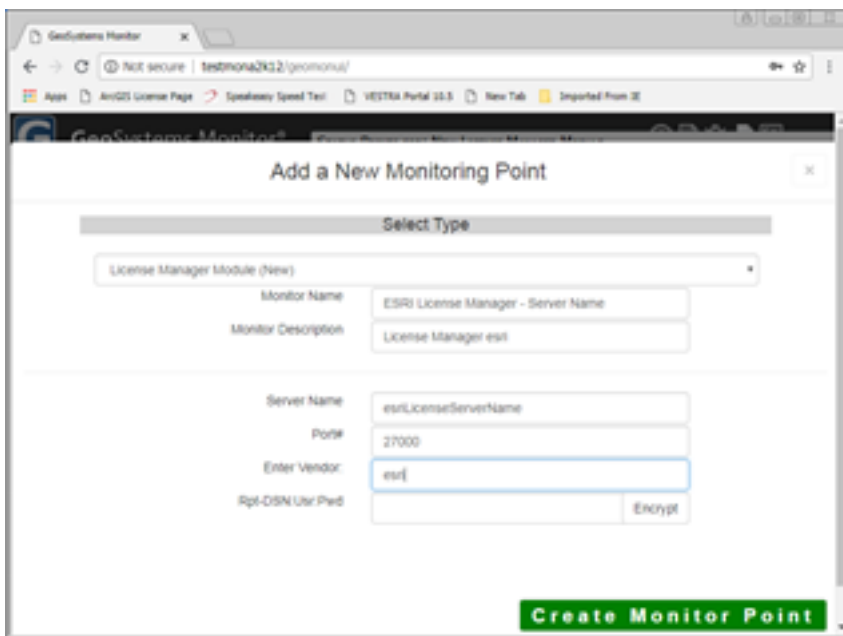 GeoSystems Monitor
Not secure | testmona2k12/geomonui/
Apps ArcGIS License Page Speakeasy Speed Test VESTRA Portal 10.5 New Tab Imported From IE
GeoSystems Monitor
Add a New Monitoring Point
Select Type
License Manager Module (New)
Monitor Name ESRI License Manager - Server Name
Monitor Description License Manager esri
Server Name esriLicenseServerName
Port# 27000
Enter Vendor: esri
Rpt-DSN:Usr:Pwd Encrypt
Create Monitor Point